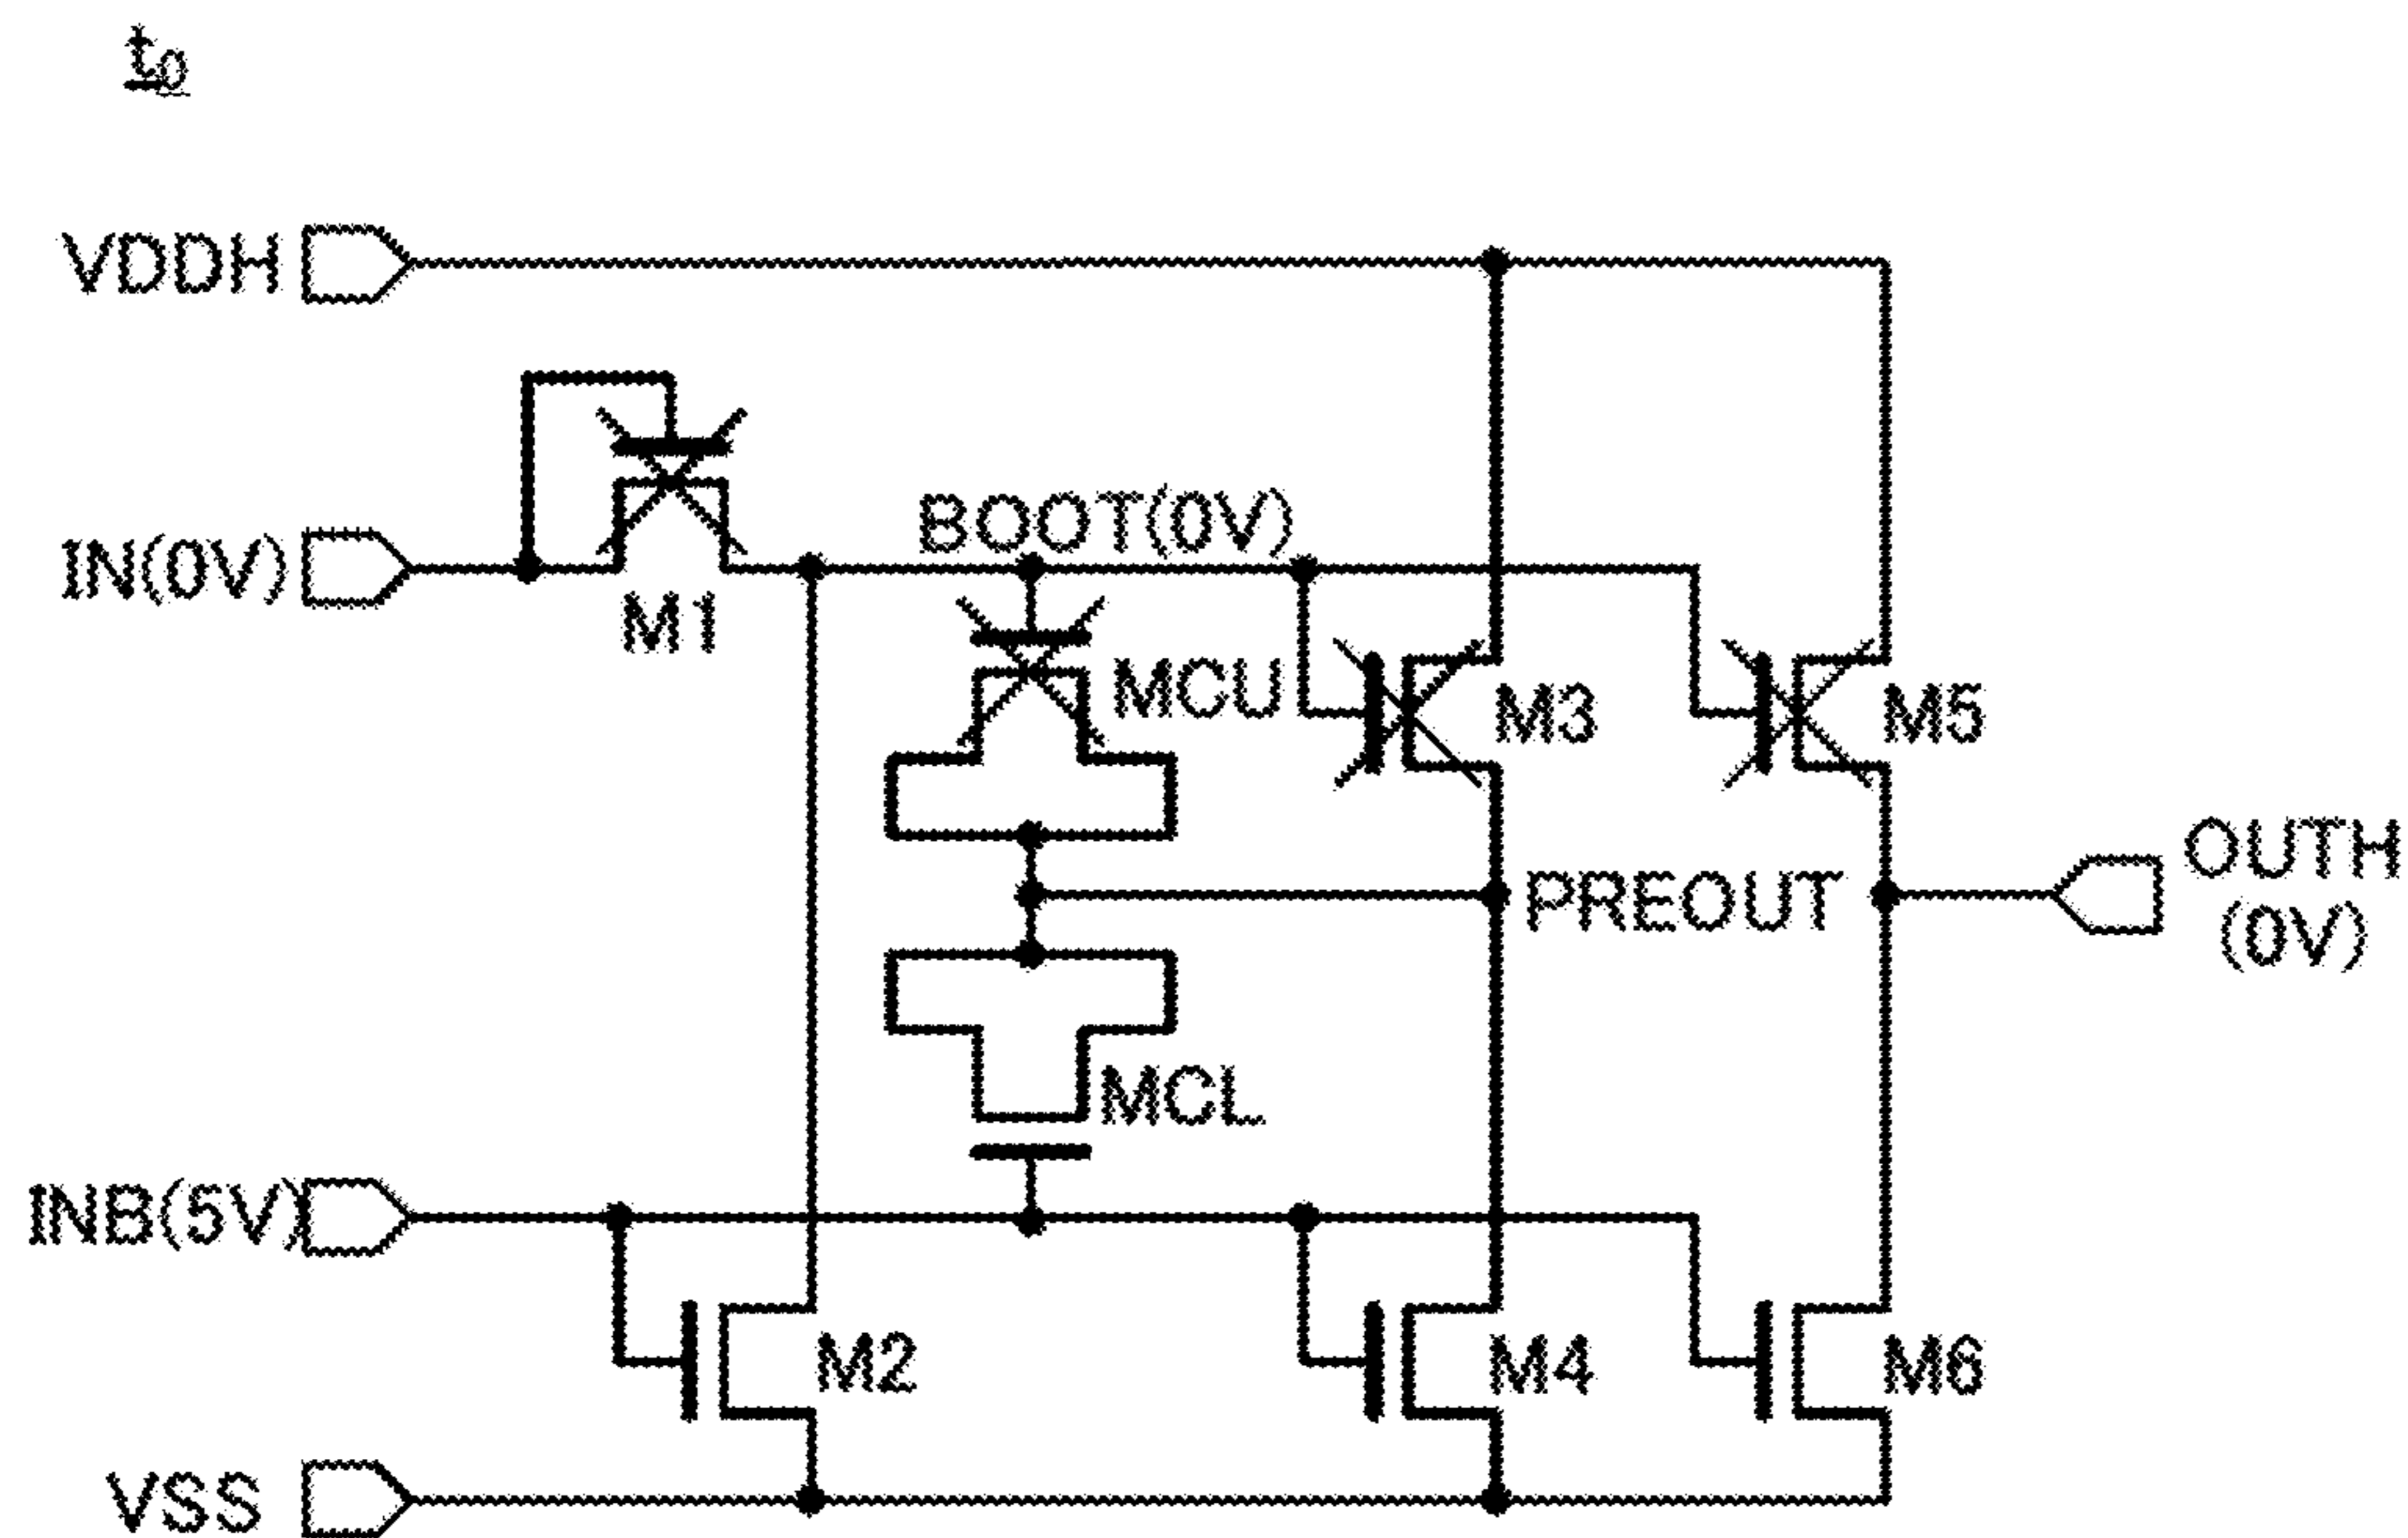 t0
VDDH
IN(0V)
M1
BOOT(0V)
MCU
M3
M5
PREOUT
OUTH
(0V)
MCL
INB(5V)
M2
M4
M6
VSS